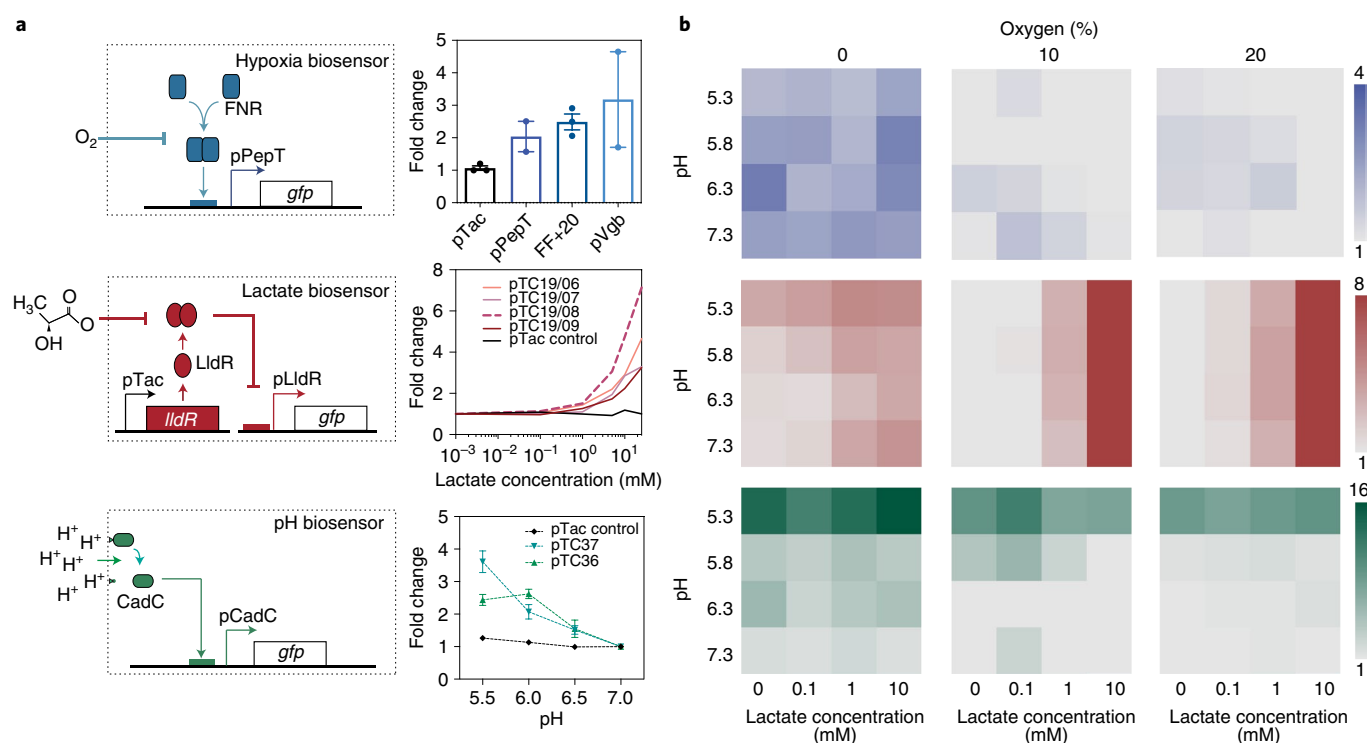 a
Hypoxia biosensor
FNR
O2
pPepT
gfp
Fold change
5
4
3
2
1
0
pTac
pPepT
FF+20
pVgb
Lactate biosensor
H3C
O
O
OH
LldR
pTac
pLldR
lldR
gfp
Fold change
8
6
4
2
0
pTC19/06
pTC19/07
pTC19/08
pTC19/09
pTac control
10−3 10−2 10−1 100 101
Lactate concentration (mM)
pH biosensor
H+ H+
H+ H+
H+ H+
CadC
pCadC
gfp
Fold change
5
4
3
2
1
0
pTac control
pTC37
pTC36
5.5 6.0 6.5 7.0
pH
b
Oxygen (%)
0 10 20
pH
5.3
5.8
6.3
7.3
4
1
pH
5.3
5.8
6.3
7.3
8
1
pH
5.3
5.8
6.3
7.3
16
1
0 0.1 1 10
0 0.1 1 10
0 0.1 1 10
Lactate concentration
(mM)
Lactate concentration
(mM)
Lactate concentration
(mM)